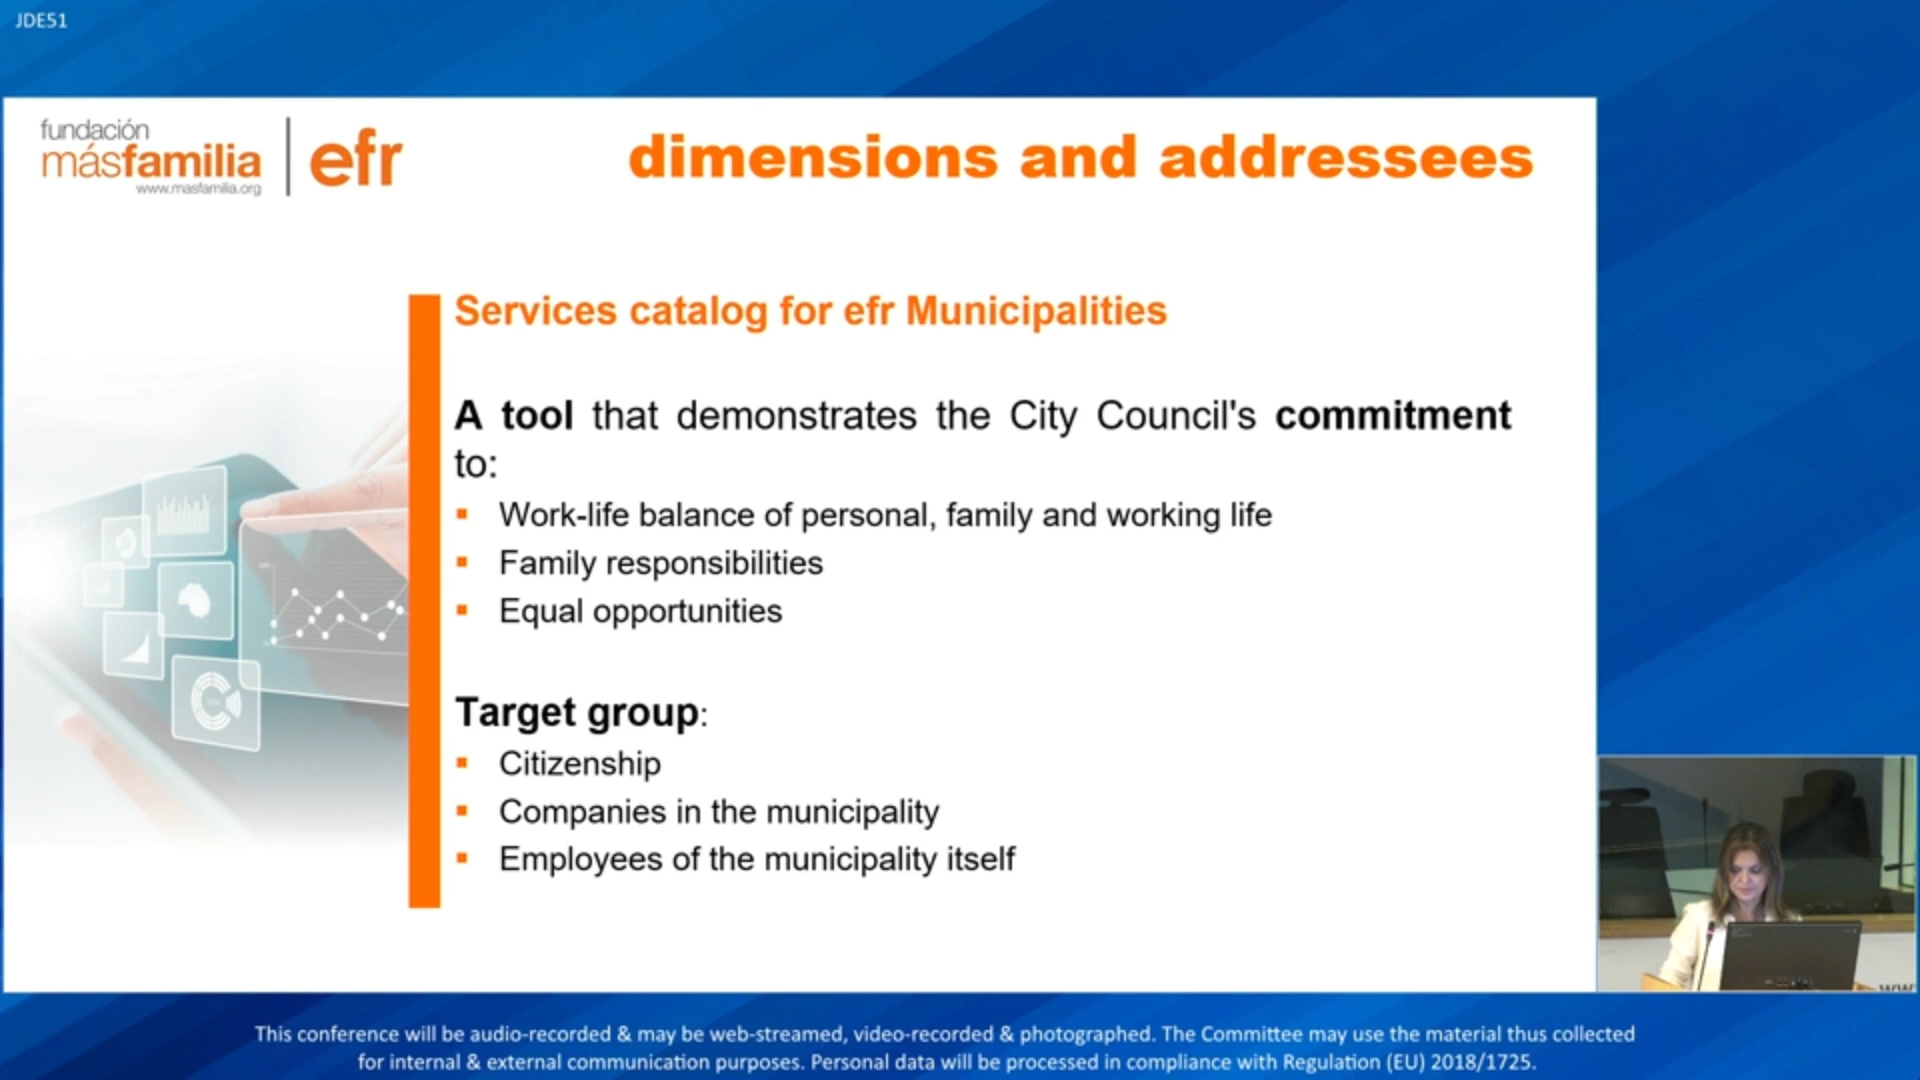 JDE51
fundación
másfamilia
www.masfamilia.org
efr
dimensions and addressees
Services catalog for efr Municipalities
A tool that demonstrates the City Council's commitment
to:
▪ Work-life balance of personal, family and working life
▪ Family responsibilities
▪ Equal opportunities
Target group:
▪ Citizenship
▪ Companies in the municipality
▪ Employees of the municipality itself
This conference will be audio-recorded & may be web-streamed, video-recorded & photographed. The Committee may use the material thus collected
for internal & external communication purposes. Personal data will be processed in compliance with Regulation (EU) 2018/1725.